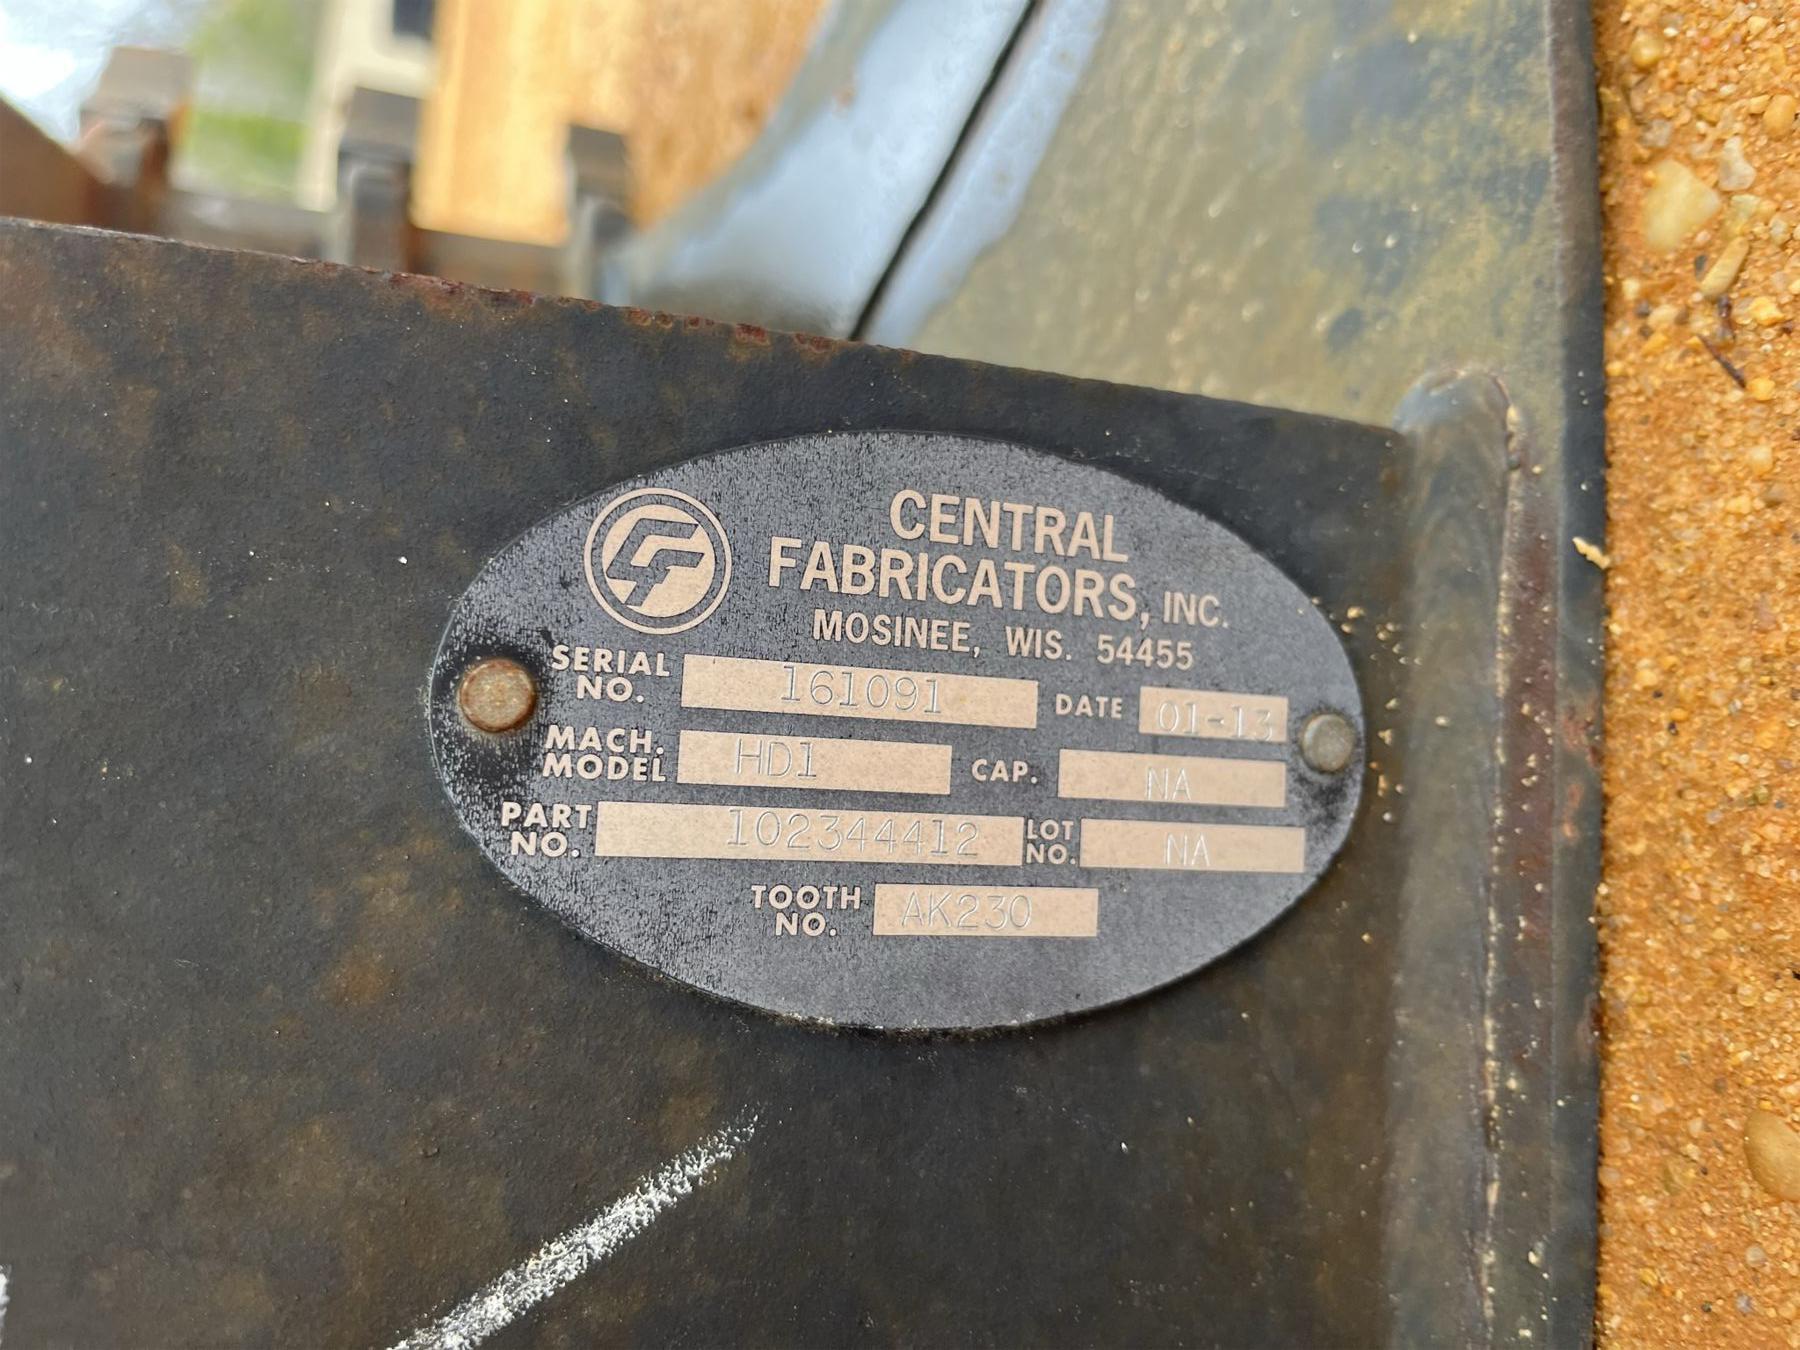 CENTRAL
FABRICATORS, INC.
MOSINEE, WIS. 54455
SERIAL NO. 161091 DATE 01-13
MACH. MODEL HD1 CAP. NA
PART NO. 102344412 LOT NO. NA
TOOTH NO. AK230